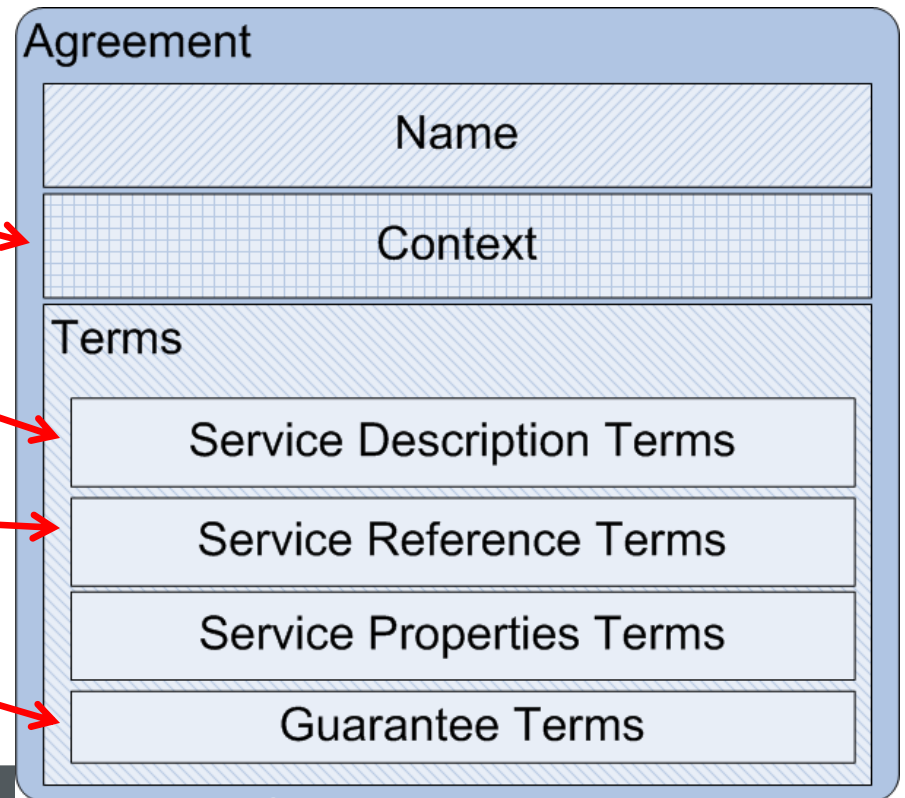 Agreement
Name
Context
Terms
Service Description Terms
Service Reference Terms
Service Properties Terms
Guarantee Terms